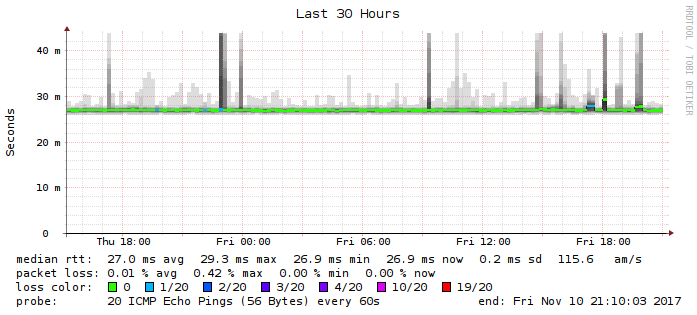 Last 30 Hours
RRDTOOL / TOBI OETIKER
Seconds
40 m
30 m
20 m
10 m
0
Thu 18:00 Fri 00:00 Fri 06:00 Fri 12:00 Fri 18:00
median rtt: 27.0 ms avg 29.3 ms max 26.9 ms min 26.9 ms now 0.2 ms sd 115.6 am/s
packet loss: 0.01 % avg 0.42 % max 0.00 % min 0.00 % now
loss color: 0 1/20 2/20 3/20 4/20 10/20 19/20
probe: 20 ICMP Echo Pings (56 Bytes) every 60s end: Fri Nov 10 21:10:03 2017